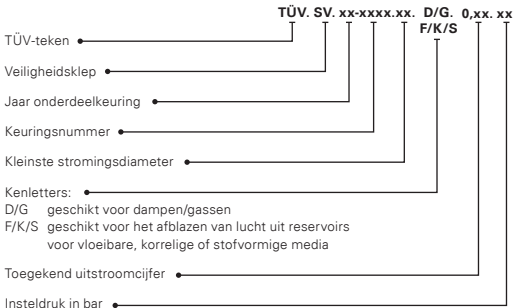 TÜV. SV. xx-xxxx.xx. D/G. 0,xx. xx
F/K/S
TÜV-teken
Veiligheidsklep
Jaar onderdeelkeuring
Keuringsnummer
Kleinste stromingsdiameter
Kenletters:
D/G geschikt voor dampen/gassen
F/K/S geschikt voor het afblazen van lucht uit reservoirs
voor vloeibare, korrelige of stofvormige media
Toegekend uitstroomcijfer
Insteldruk in bar